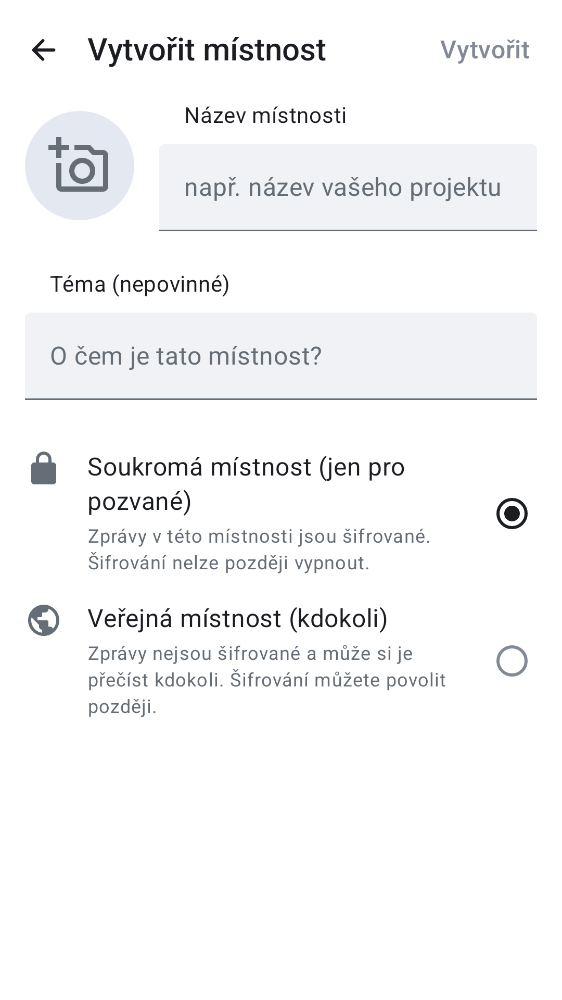 Vytvořit místnost
Vytvořit
Název místnosti
např. název vašeho projektu
Téma (nepovinné)
O čem je tato místnost?
Soukromá místnost (jen pro
pozvané)
Zprávy v této místnosti jsou šifrované.
Šifrování nelze později vypnout.
Veřejná místnost (kdokoli)
Zprávy nejsou šifrované a může si je
přečíst kdokoli. Šifrování můžete povolit
později.